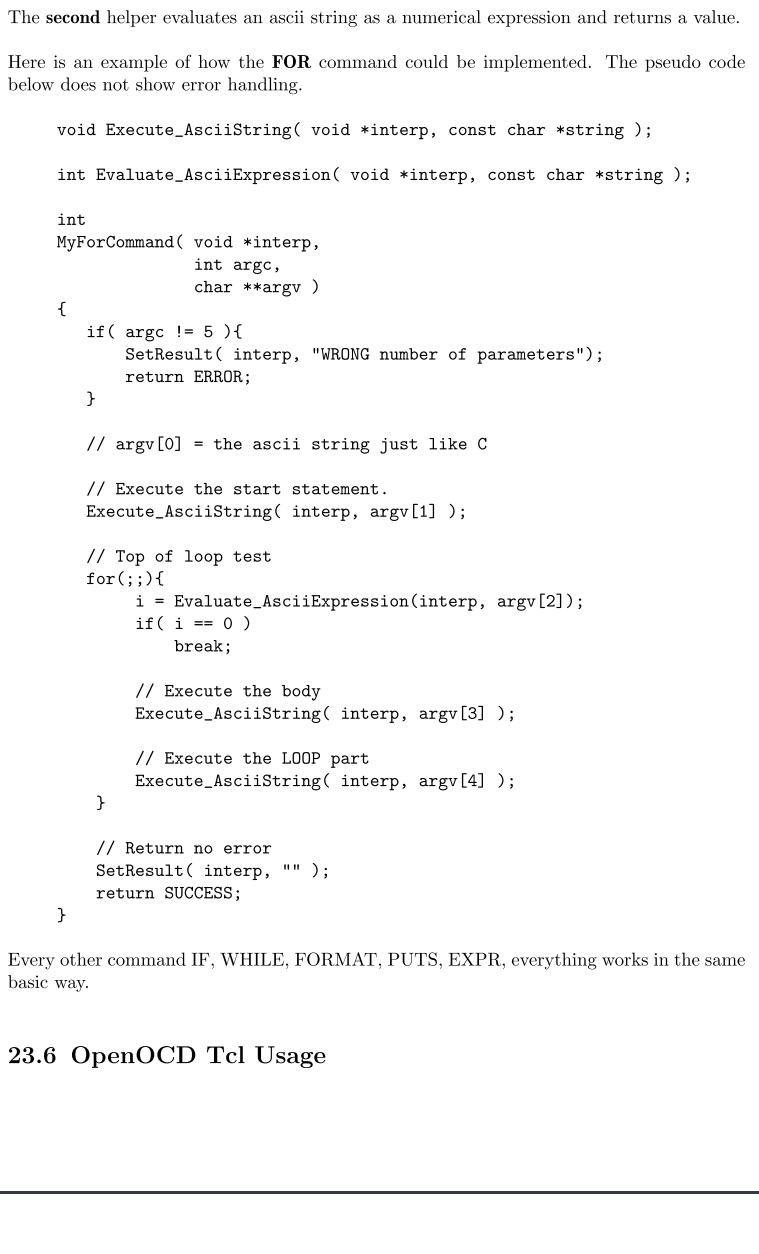 The second helper evaluates an ascii string as a numerical expression and returns a value.
Here is an example of how the FOR command could be implemented. The pseudo code
below does not show error handling.
void Execute_AsciiString( void *interp, const char *string );
int Evaluate_AsciiExpression( void *interp, const char *string );
int
MyForCommand( void *interp,
              int argc,
              char **argv )
{
   if( argc != 5 ){
       SetResult( interp, "WRONG number of parameters");
       return ERROR;
   }
   // argv[0] = the ascii string just like C
   // Execute the start statement.
   Execute_AsciiString( interp, argv[1] );
   // Top of loop test
   for(;;){
        i = Evaluate_AsciiExpression(interp, argv[2]);
        if( i == 0 )
            break;
        // Execute the body
        Execute_AsciiString( interp, argv[3] );
        // Execute the LOOP part
        Execute_AsciiString( interp, argv[4] );
    }
    // Return no error
    SetResult( interp, "" );
    return SUCCESS;
}
Every other command IF, WHILE, FORMAT, PUTS, EXPR, everything works in the same
basic way.
23.6 OpenOCD Tcl Usage